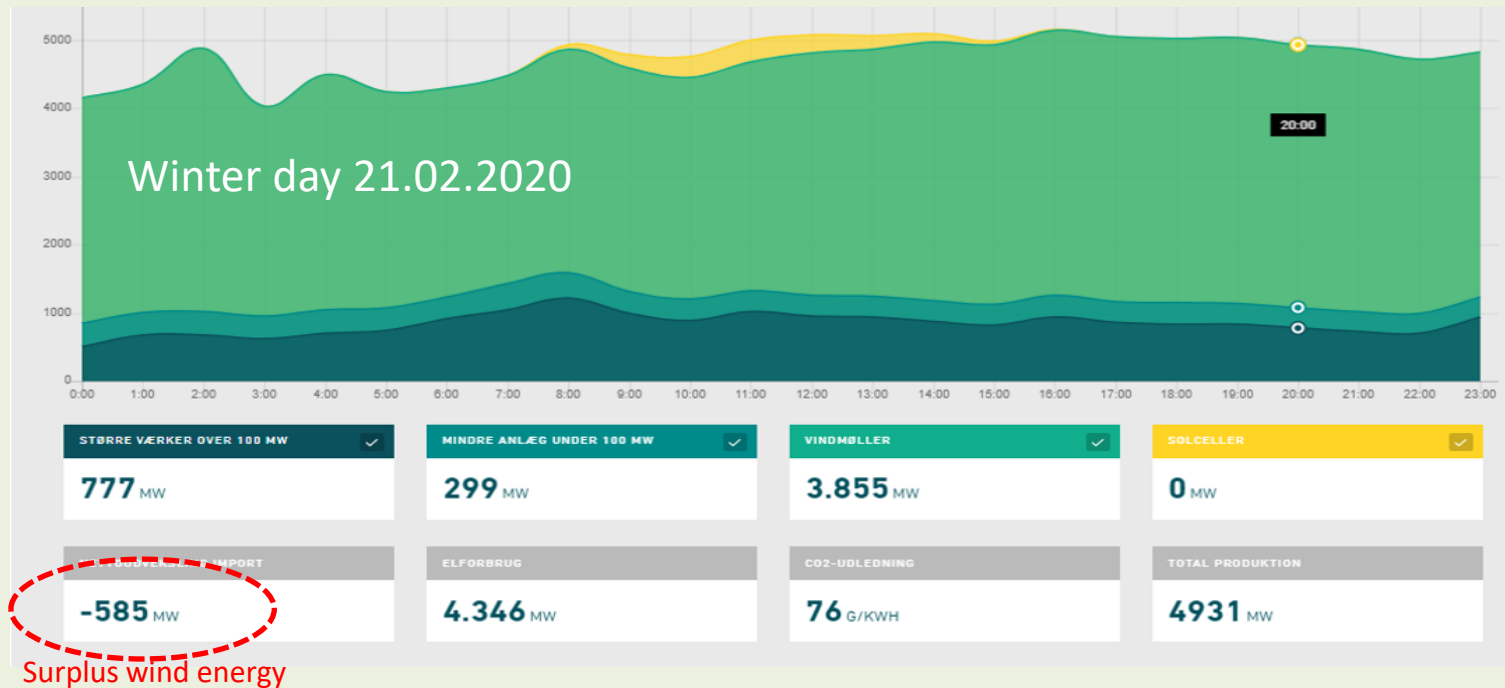 5000
4000
3000
2000
1000
0
Winter day 21.02.2020
20:00
0:00 1:00 2:00 3:00 4:00 5:00 6:00 7:00 8:00 9:00 10:00 11:00 12:00 13:00 14:00 15:00 16:00 17:00 18:00 19:00 20:00 21:00 22:00 23:00
STØRRE VÆRKER OVER 100 MW
MINDRE ANLÆG UNDER 100 MW
VINDMØLLER
SOLCELLER
777 MW
299 MW
3.855 MW
0 MW
IMPORT
ELFORBRUG
CO2-UDLEDNING
TOTAL PRODUKTION
-585 MW
4.346 MW
76 G/KWH
4931 MW
Surplus wind energy